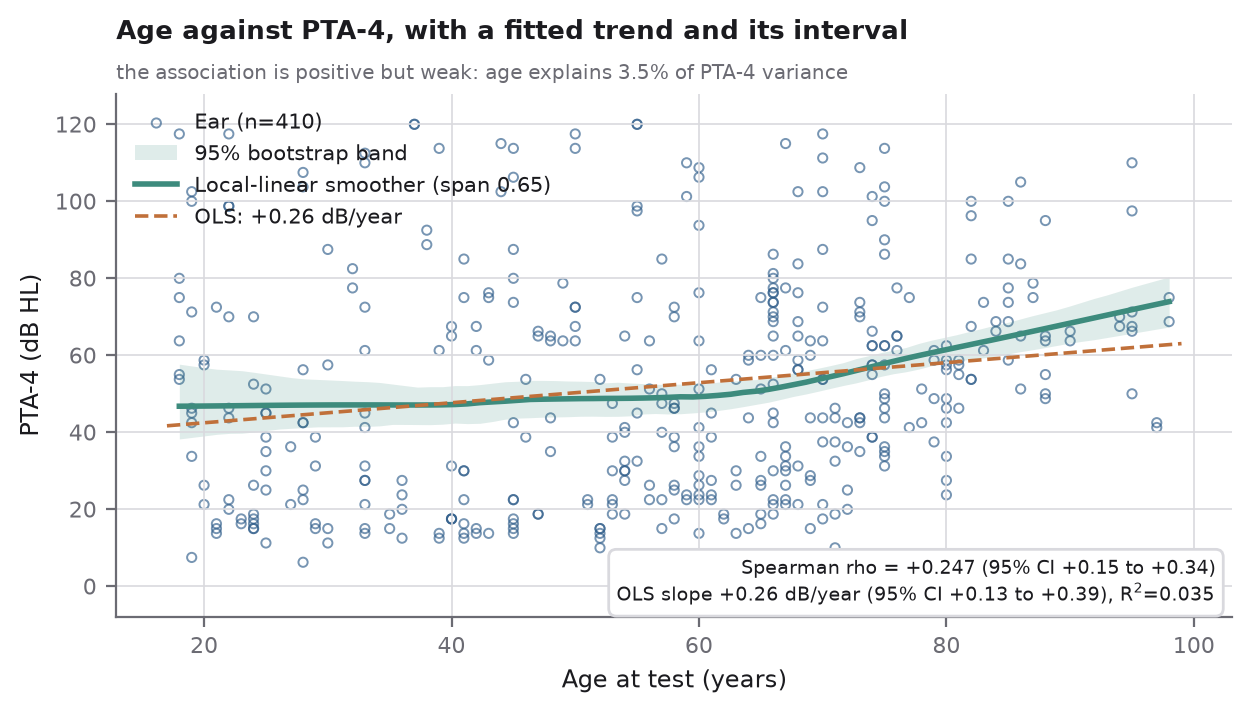 Age against PTA-4, with a fitted trend and its interval
the association is positive but weak: age explains 3.5% of PTA-4 variance
Ear (n=410)
95% bootstrap band
Local-linear smoother (span 0.65)
OLS: +0.26 dB/year
PTA-4 (dB HL)
120
100
80
60
40
20
0
Spearman rho = +0.247 (95% CI +0.15 to +0.34)
OLS slope +0.26 dB/year (95% CI +0.13 to +0.39), R²=0.035
20 40 60 80 100
Age at test (years)